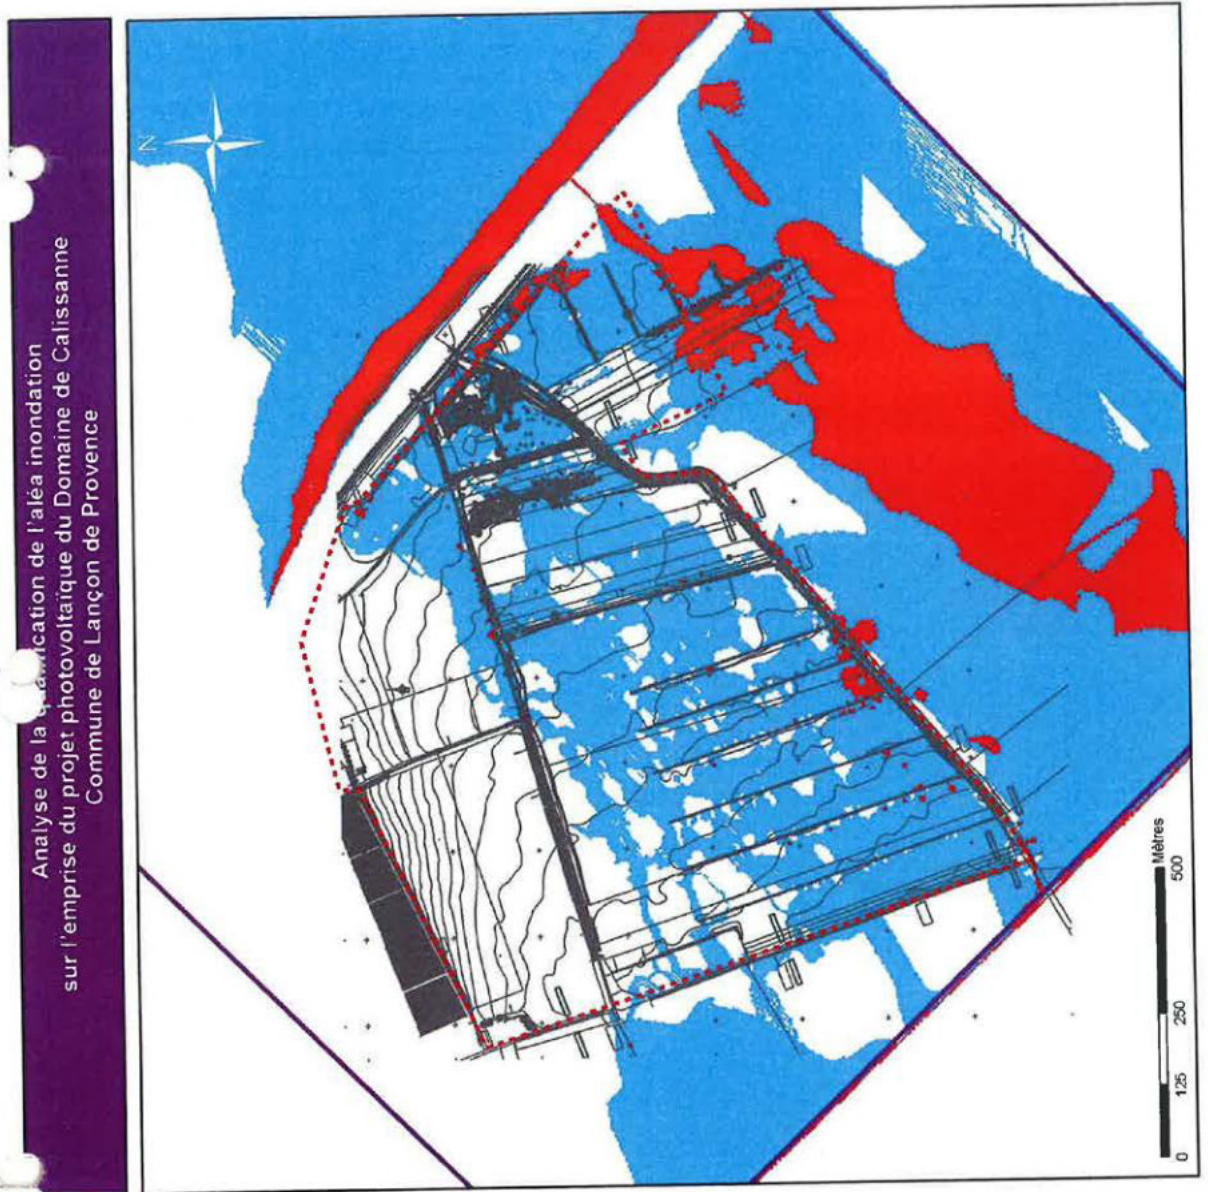 Analyse de la qualification de l'aléa inondation
sur l'emprise du projet photovoltaïque du Domaine de Calissanne
Commune de Lançon de Provence
N
Mètres
0 125 250 500